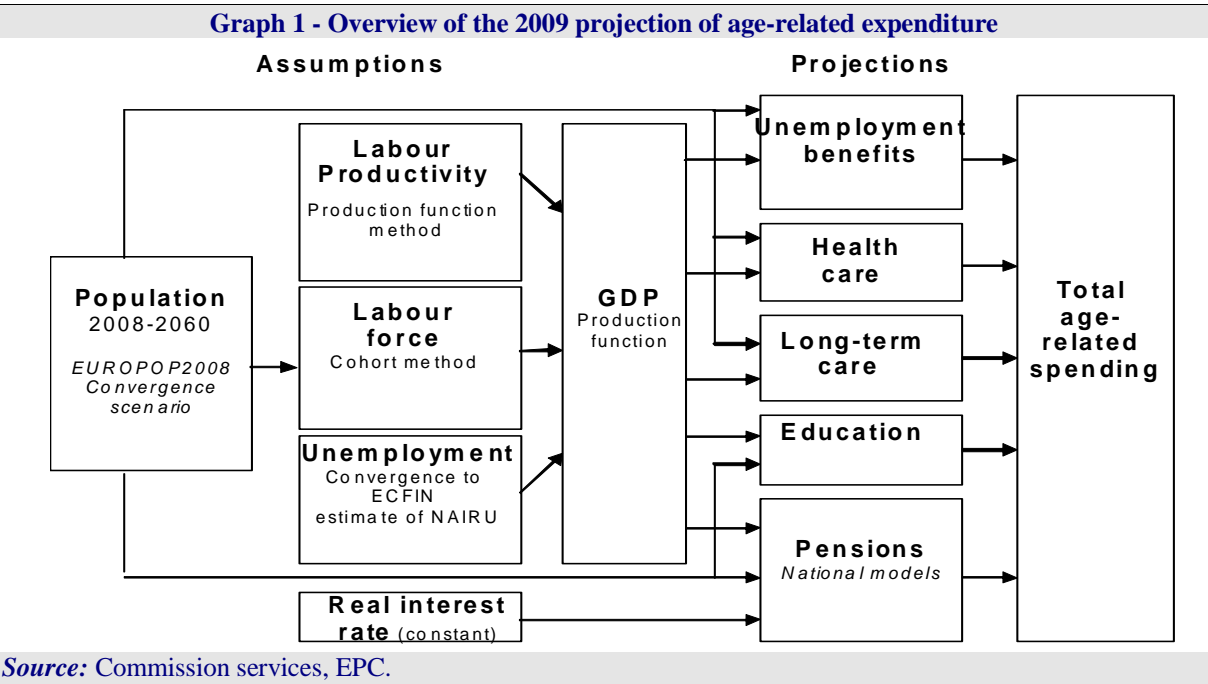 Graph 1 - Overview of the 2009 projection of age-related expenditure
Assumptions
Projections
Population
2008-2060
EUROPOP2008
Convergence
scenario
Labour
Productivity
Production function
method
Labour
force
Cohort method
Unemployment
Convergence to
ECFIN
estimate of NAIRU
Real interest
rate (constant)
GDP
Production
function
Unemployment
benefits
Health
care
Long-term
care
Education
Pensions
National models
Total
age-
related
spending
Source: Commission services, EPC.